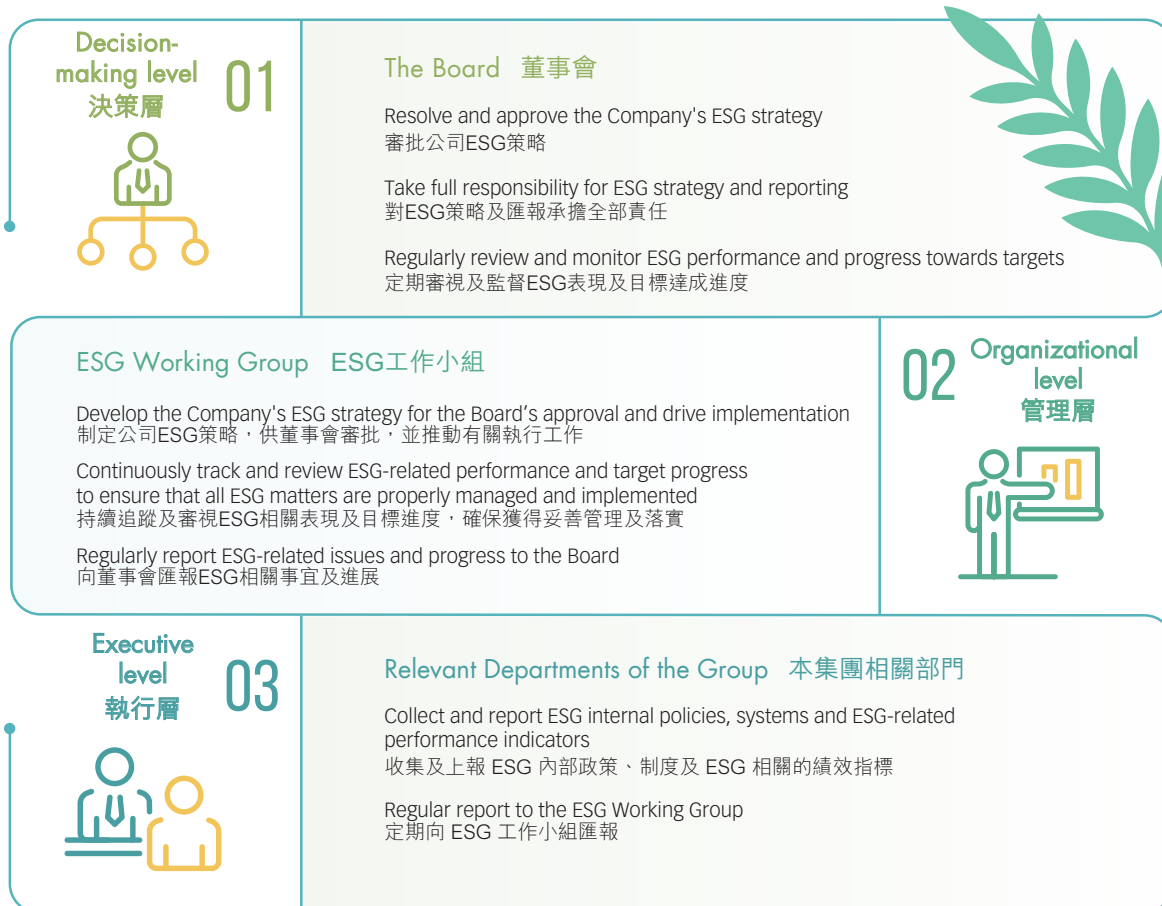 Decision-
making level
決策層
01
The Board 董事會
Resolve and approve the Company's ESG strategy
審批公司ESG策略
Take full responsibility for ESG strategy and reporting
對ESG策略及匯報承擔全部責任
Regularly review and monitor ESG performance and progress towards targets
定期審視及監督ESG表現及目標達成進度
ESG Working Group ESG工作小組
Develop the Company's ESG strategy for the Board’s approval and drive implementation
制定公司ESG策略，供董事會審批，並推動有關執行工作
Continuously track and review ESG-related performance and target progress
to ensure that all ESG matters are properly managed and implemented
持續追蹤及審視ESG相關表現及目標進度，確保獲得妥善管理及落實
Regularly report ESG-related issues and progress to the Board
向董事會匯報ESG相關事宜及進展
02
Organizational
level
管理層
Executive
level
執行層
03
Relevant Departments of the Group 本集團相關部門
Collect and report ESG internal policies, systems and ESG-related
performance indicators
收集及上報 ESG 內部政策、制度及 ESG 相關的績效指標
Regular report to the ESG Working Group
定期向 ESG 工作小組匯報